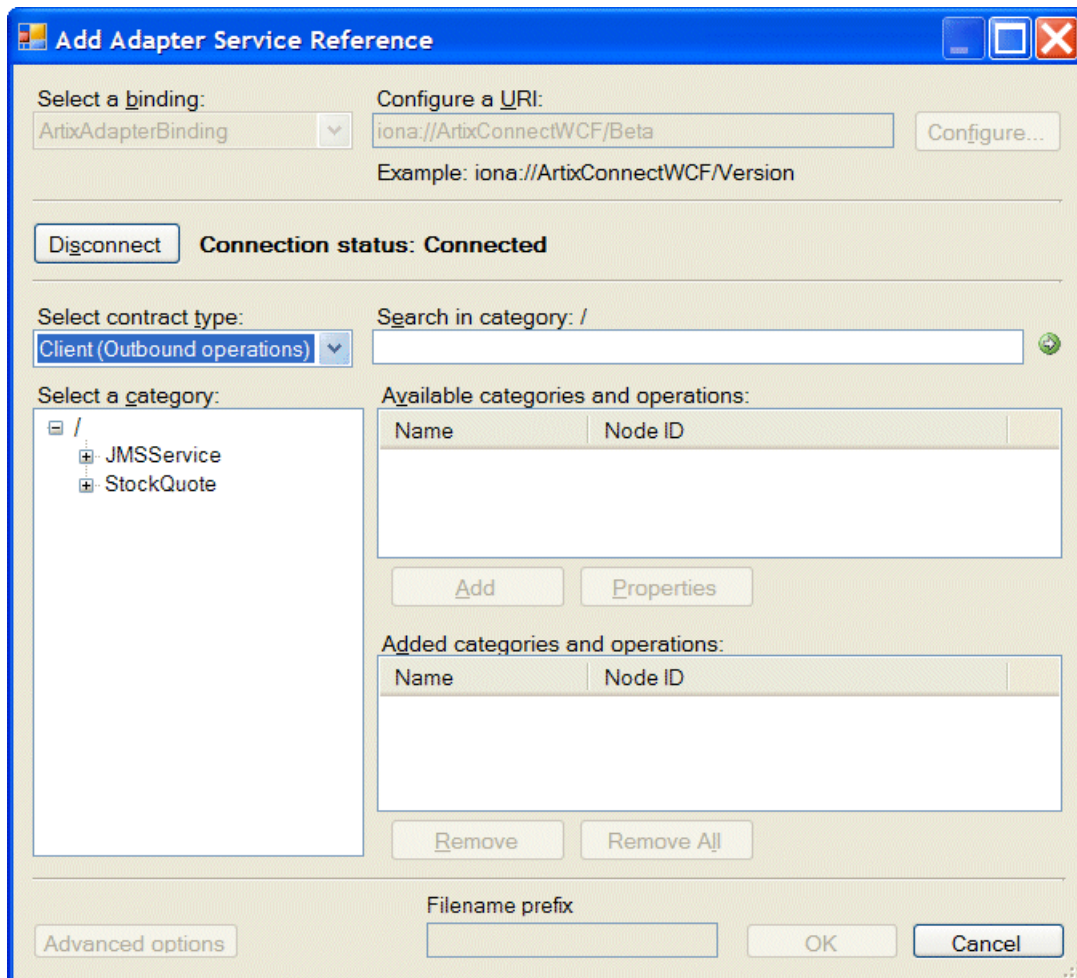 Add Adapter Service Reference
Select a binding: Configure a URI:
ArtixAdapterBinding iona://ArtixConnectWCF/Beta Configure...
Example: iona://ArtixConnectWCF/Version
Disconnect Connection status: Connected
Select contract type: Search in category: /
Client (Outbound operations)
Select a category: Available categories and operations:
/ Name Node ID
JMSService
StockQuote
Add Properties
Added categories and operations:
Name Node ID
Remove Remove All
Filename prefix
Advanced options OK Cancel